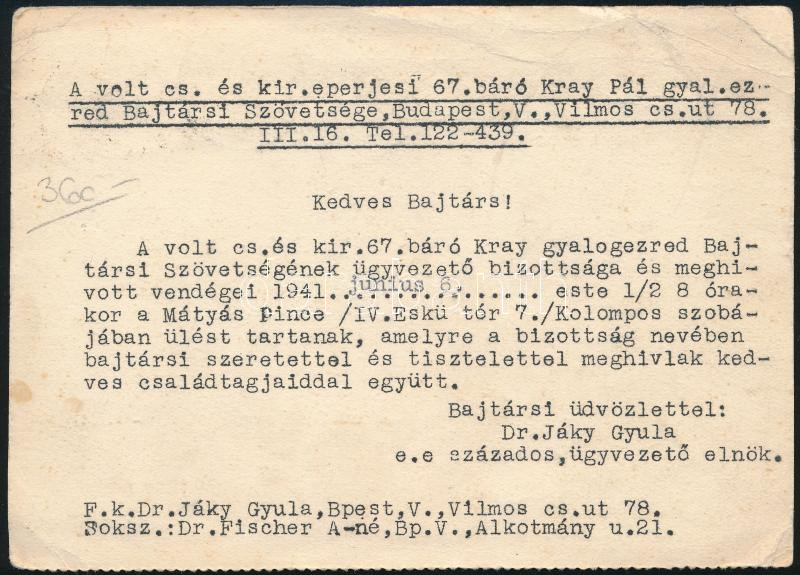 A volt cs. és kir.eperjesi 67.báró Kray Pál gyal.ez--
red Bajtársi Szövetsége,Budapest,V.,Vilmos cs.ut 78.
III.16. Tel.122-439.
3600-
Kedves Bajtárs!
A volt cs.és kir.67.báró Kray gyalogezred Baj-
társi Szövetségének ügyvezető bizottsága és meghi-
vott vendégei 1941.junius 6. este 1/2 8 óra-
kor a Mátyás Pince /IV.Eskü tér 7./Kolompos szobá-
jában ülést tartanak, amelyre a bizottság nevében
bajtársi szeretettel és tisztelettel meghivlak ked-
ves családtagjaiddal együtt.
Bajtársi üdvözlettel:
Dr.Jáky Gyula
e.e százados,ügyvezető elnök.
F.k.Dr.Jáky Gyula,Bpest,V.,Vilmos cs.ut 78.
Soksz.:Dr.Fischer A-né,Bp.V.,Alkotmány u.21.